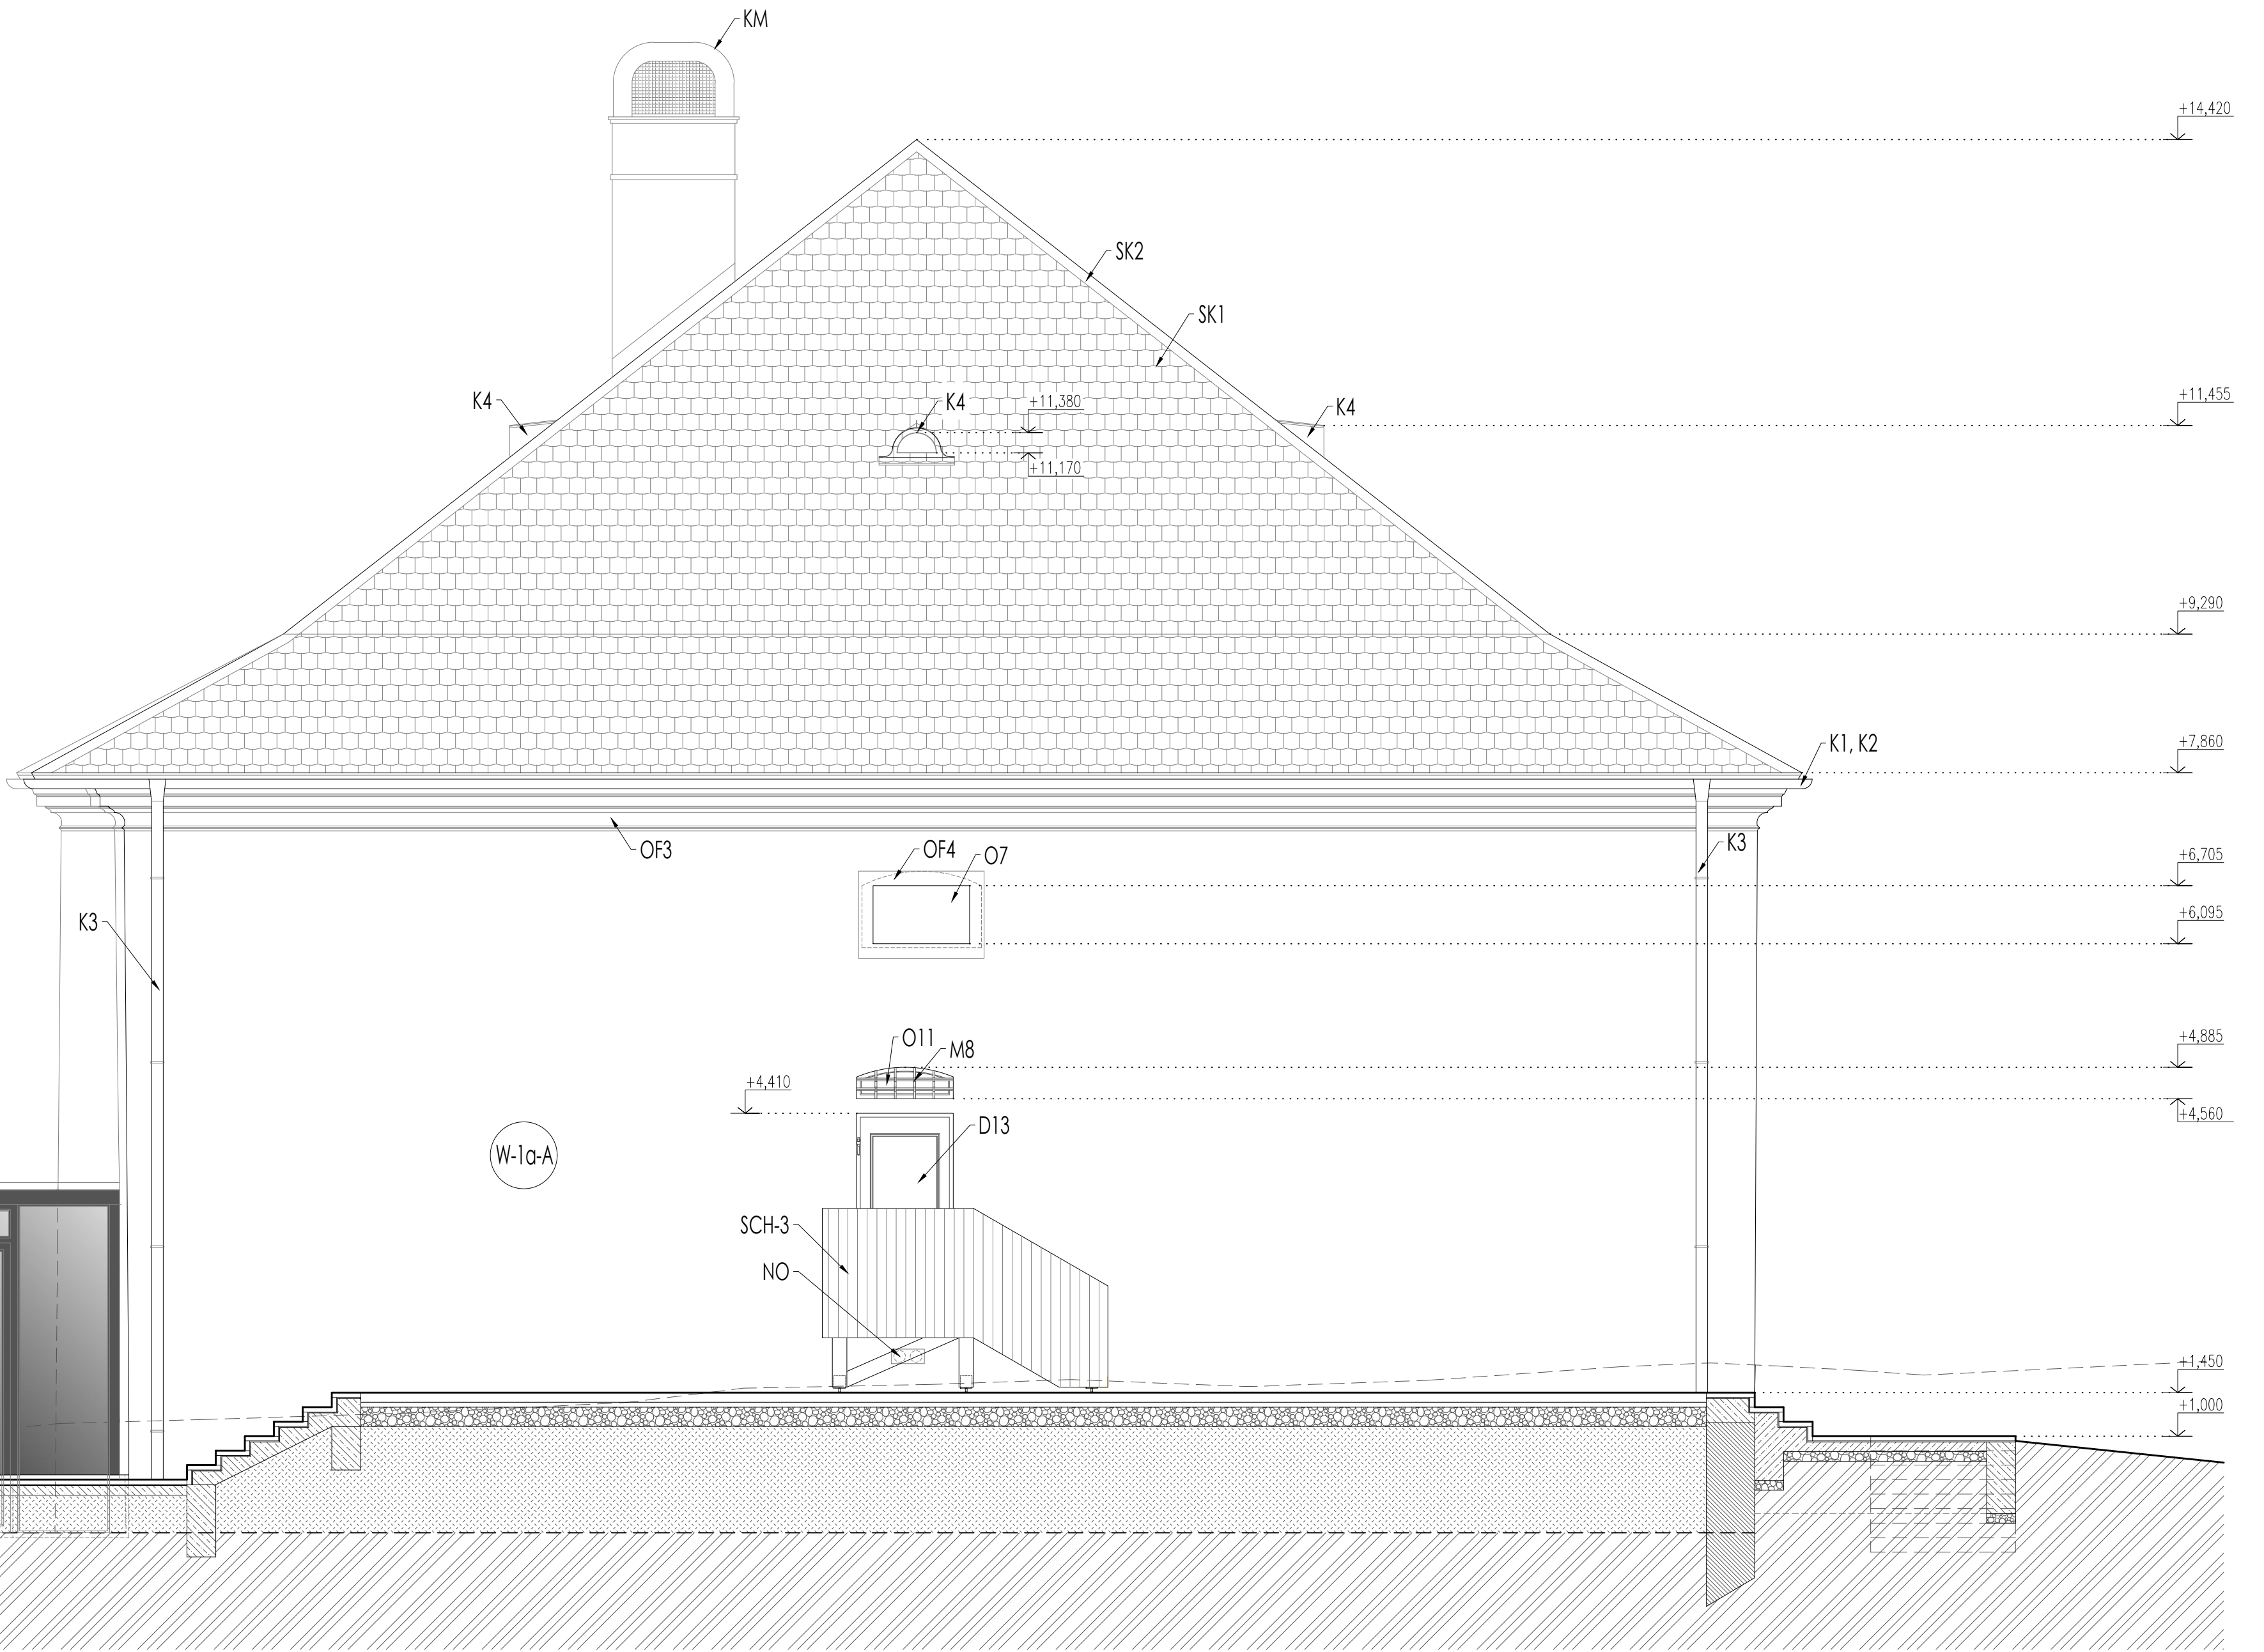 KM
+14,420
SK2
SK1
K4
K4
+11,380
K4
+11,455
+11,170
+9,290
K1, K2
+7,860
OF3
OF4
O7
K3
+6,705
K3
+6,095
O11
M8
+4,885
+4,410
+4,560
D13
W-1a-A
SCH-3
NO
+1,450
+1,000